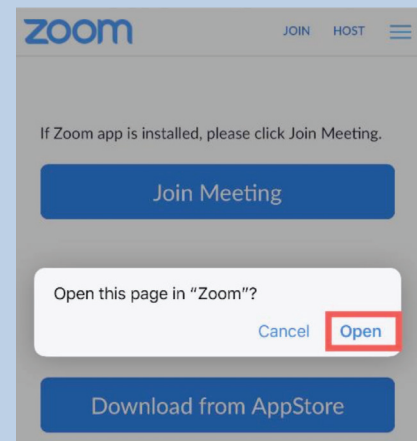 zoom
JOIN HOST
If Zoom app is installed, please click Join Meeting.
Join Meeting
Open this page in “Zoom”?
Cancel Open
Download from AppStore